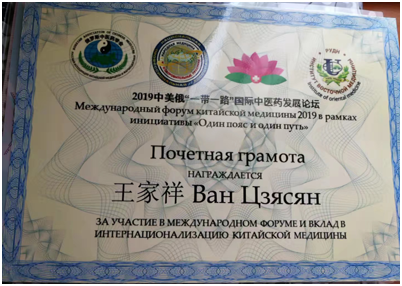 РУДН
2019中美俄“一带一路”国际中医药发展论坛
Международный форум китайской медицины 2019 в рамках
инициативы «Один пояс и один путь»
Почетная грамота
НАГРАЖДАЕТСЯ
王家祥 Ван Цзясян
ЗА УЧАСТИЕ В МЕЖДУНАРОДНОМ ФОРУМЕ И ВКЛАД В
ИНТЕРНАЦИОНАЛИЗАЦИЮ КИТАЙСКОЙ МЕДИЦИНЫ